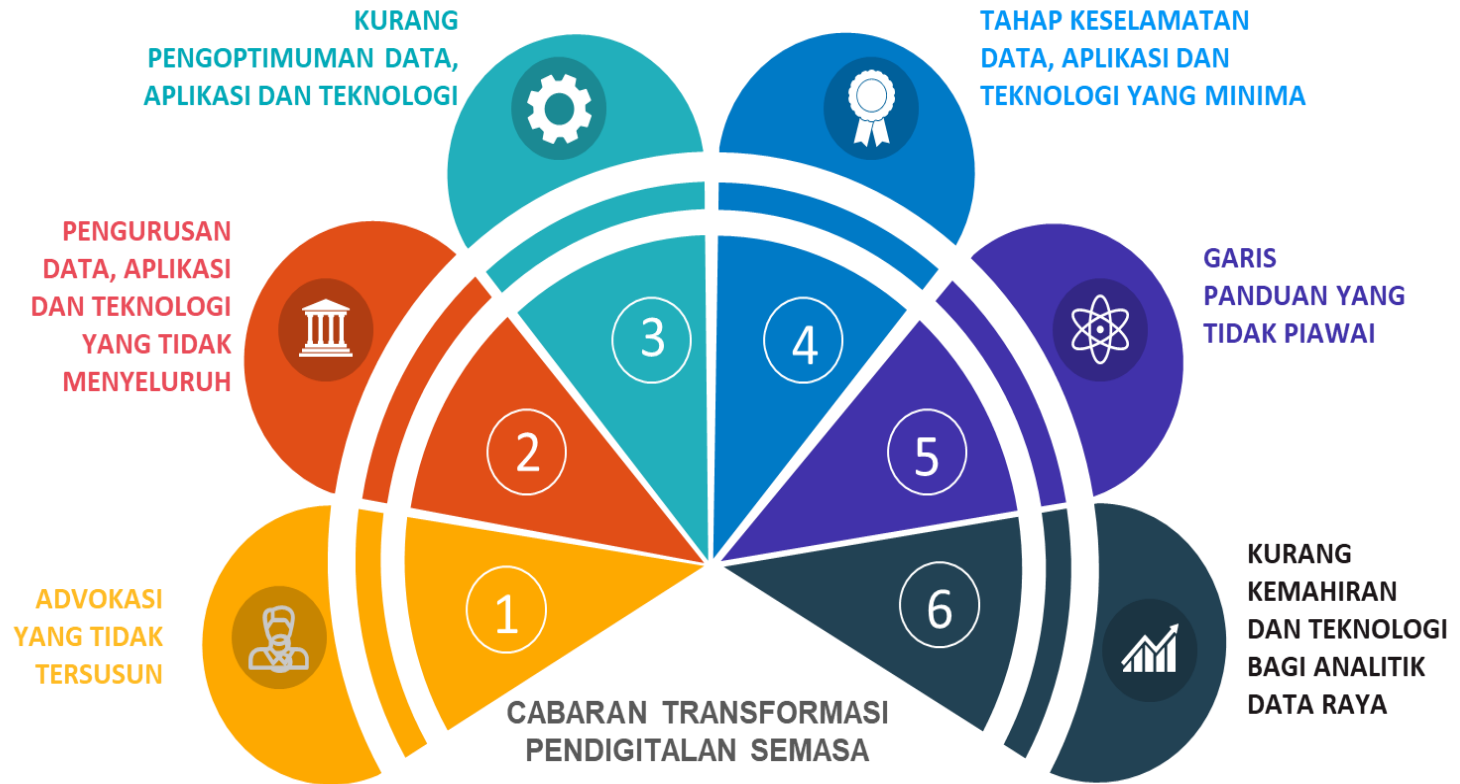 KURANG
PENGOPTIMUMAN DATA,
APLIKASI DAN TEKNOLOGI
TAHAP KESELAMATAN
DATA, APLIKASI DAN
TEKNOLOGI YANG MINIMA
PENGURUSAN
DATA, APLIKASI
DAN TEKNOLOGI
YANG TIDAK
MENYELURUH
GARIS
PANDUAN YANG
TIDAK PIAWAI
3
4
2
5
1
6
ADVOKASI
YANG TIDAK
TERSUSUN
KURANG
KEMAHIRAN
DAN TEKNOLOGI
BAGI ANALITIK
DATA RAYA
CABARAN TRANSFORMASI
PENDIGITALAN SEMASA